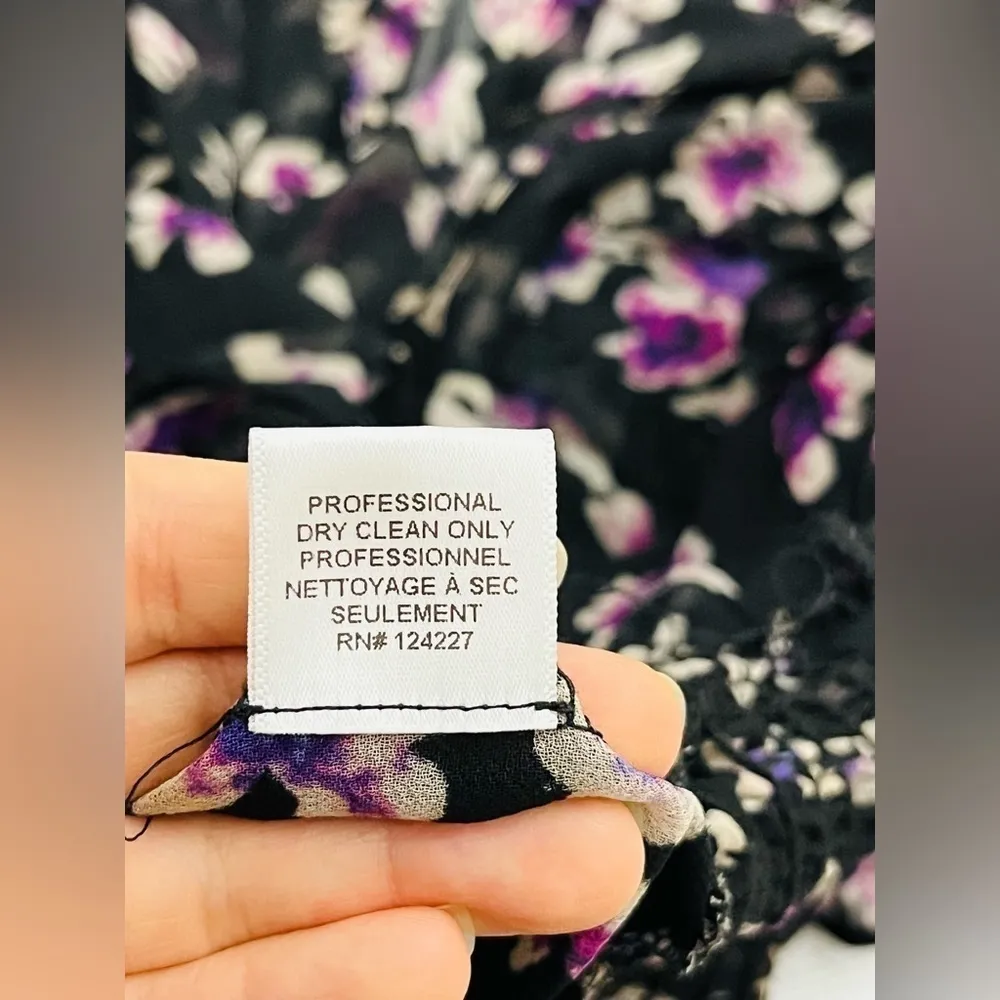 PROFESSIONAL
DRY CLEAN ONLY
PROFESSIONNEL
NETTOYAGE À SEC
SEULEMENT
RN# 124227